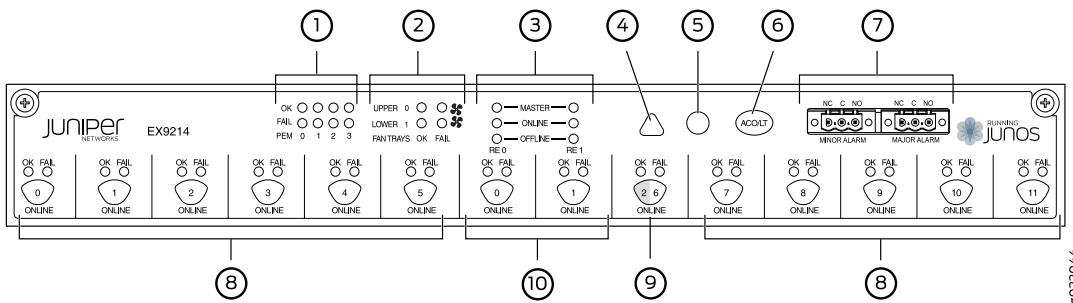 1 2 3 4 5 6 7
NC C NO NC C NO
OK UPPER 0 MASTER
JUNIPER NETWORKS EX9214 FAIL LOWER 1 ONLINE ACO/LT RUNNING JUNOS
PEM 0 1 2 3 FAN TRAYS OK FAIL OFFLINE MINOR ALARM MAJOR ALARM
RE 0 RE 1
OK FAIL OK FAIL OK FAIL OK FAIL OK FAIL OK FAIL OK FAIL OK FAIL OK FAIL OK FAIL OK FAIL OK FAIL OK FAIL OK FAIL
0 1 2 3 4 5 0 1 2 6 7 8 9 10 11
ONLINE ONLINE ONLINE ONLINE ONLINE ONLINE ONLINE ONLINE ONLINE ONLINE ONLINE ONLINE ONLINE ONLINE
8 10 9 8